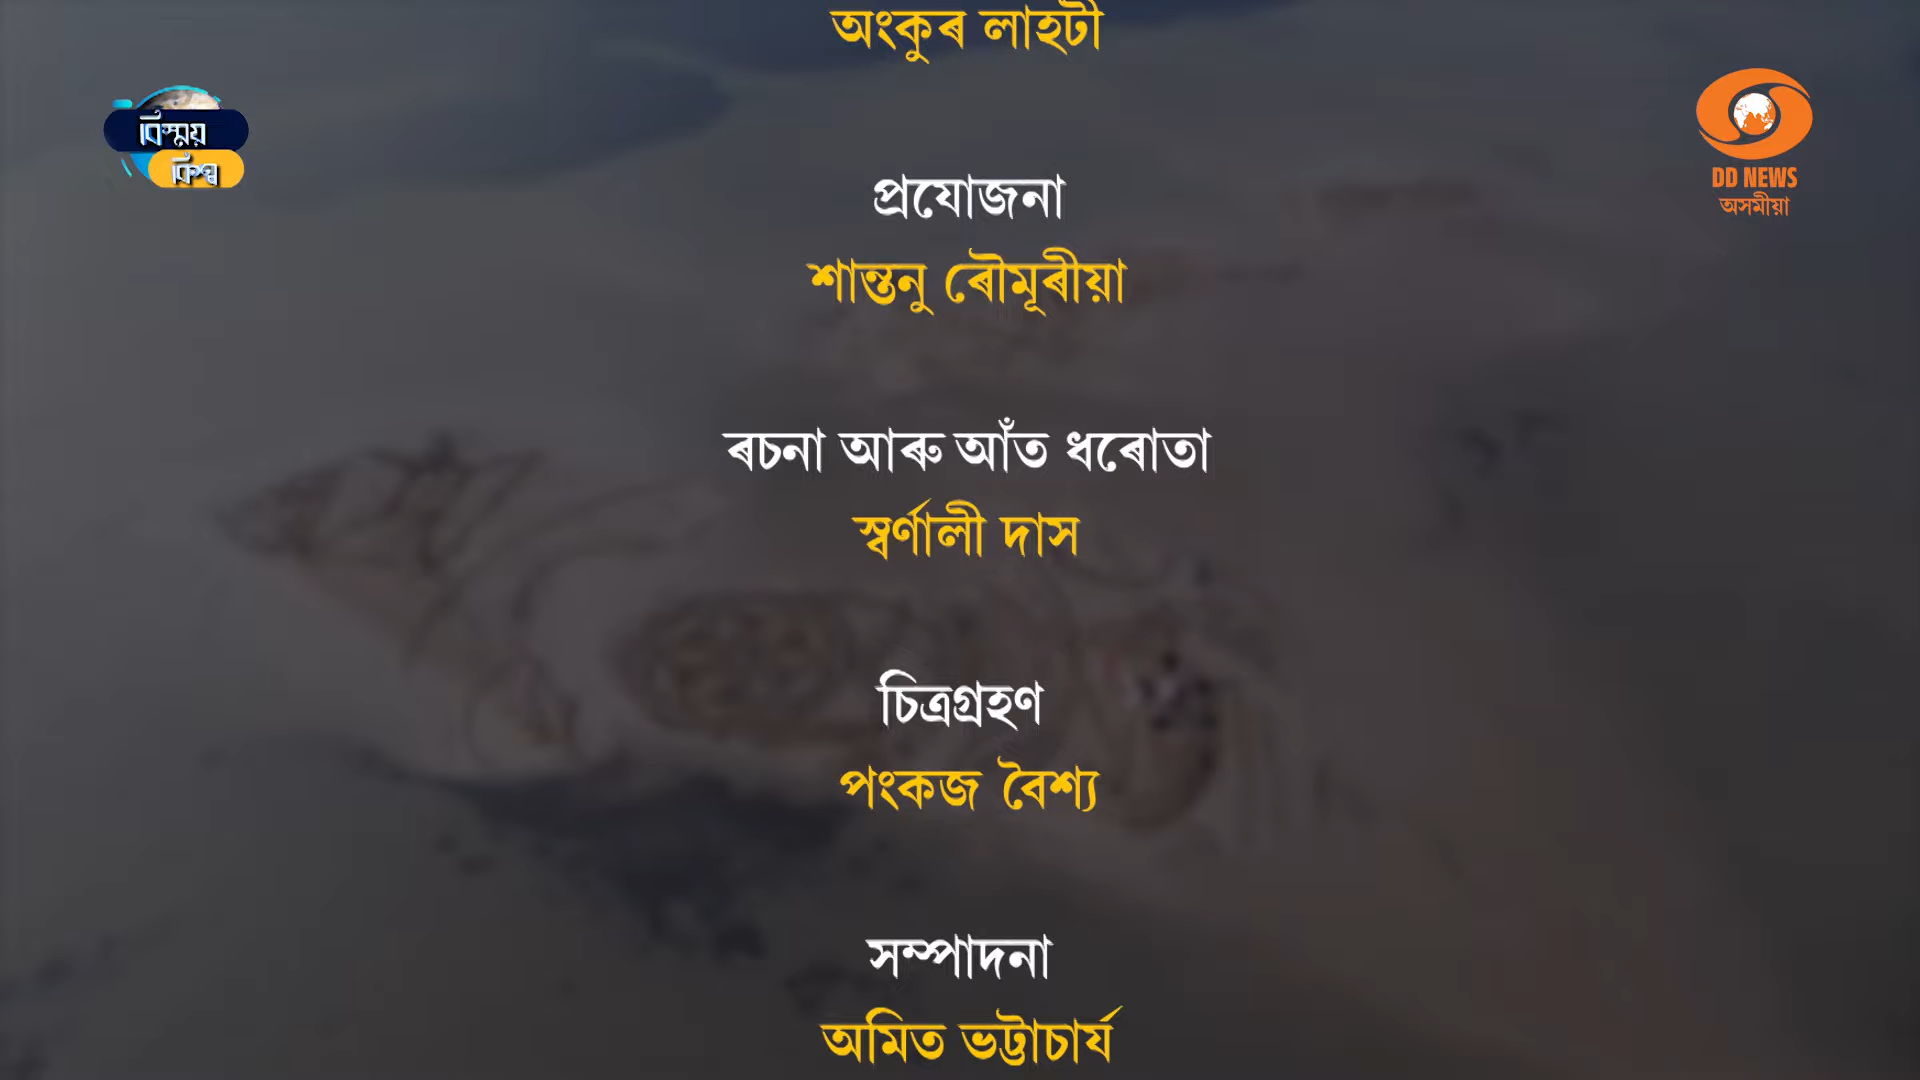 অংকুৰ লাহটী
বিস্ময়
বিশ্ব
DD NEWS
অসমীয়া
প্ৰযোজনা
শান্তনু ৰৌমূৰীয়া
ৰচনা আৰু আঁত ধৰোতা
স্বৰ্ণালী দাস
চিত্ৰগ্ৰহণ
পংকজ বৈশ্য
সম্পাদনা
অমিত ভট্টাচাৰ্য